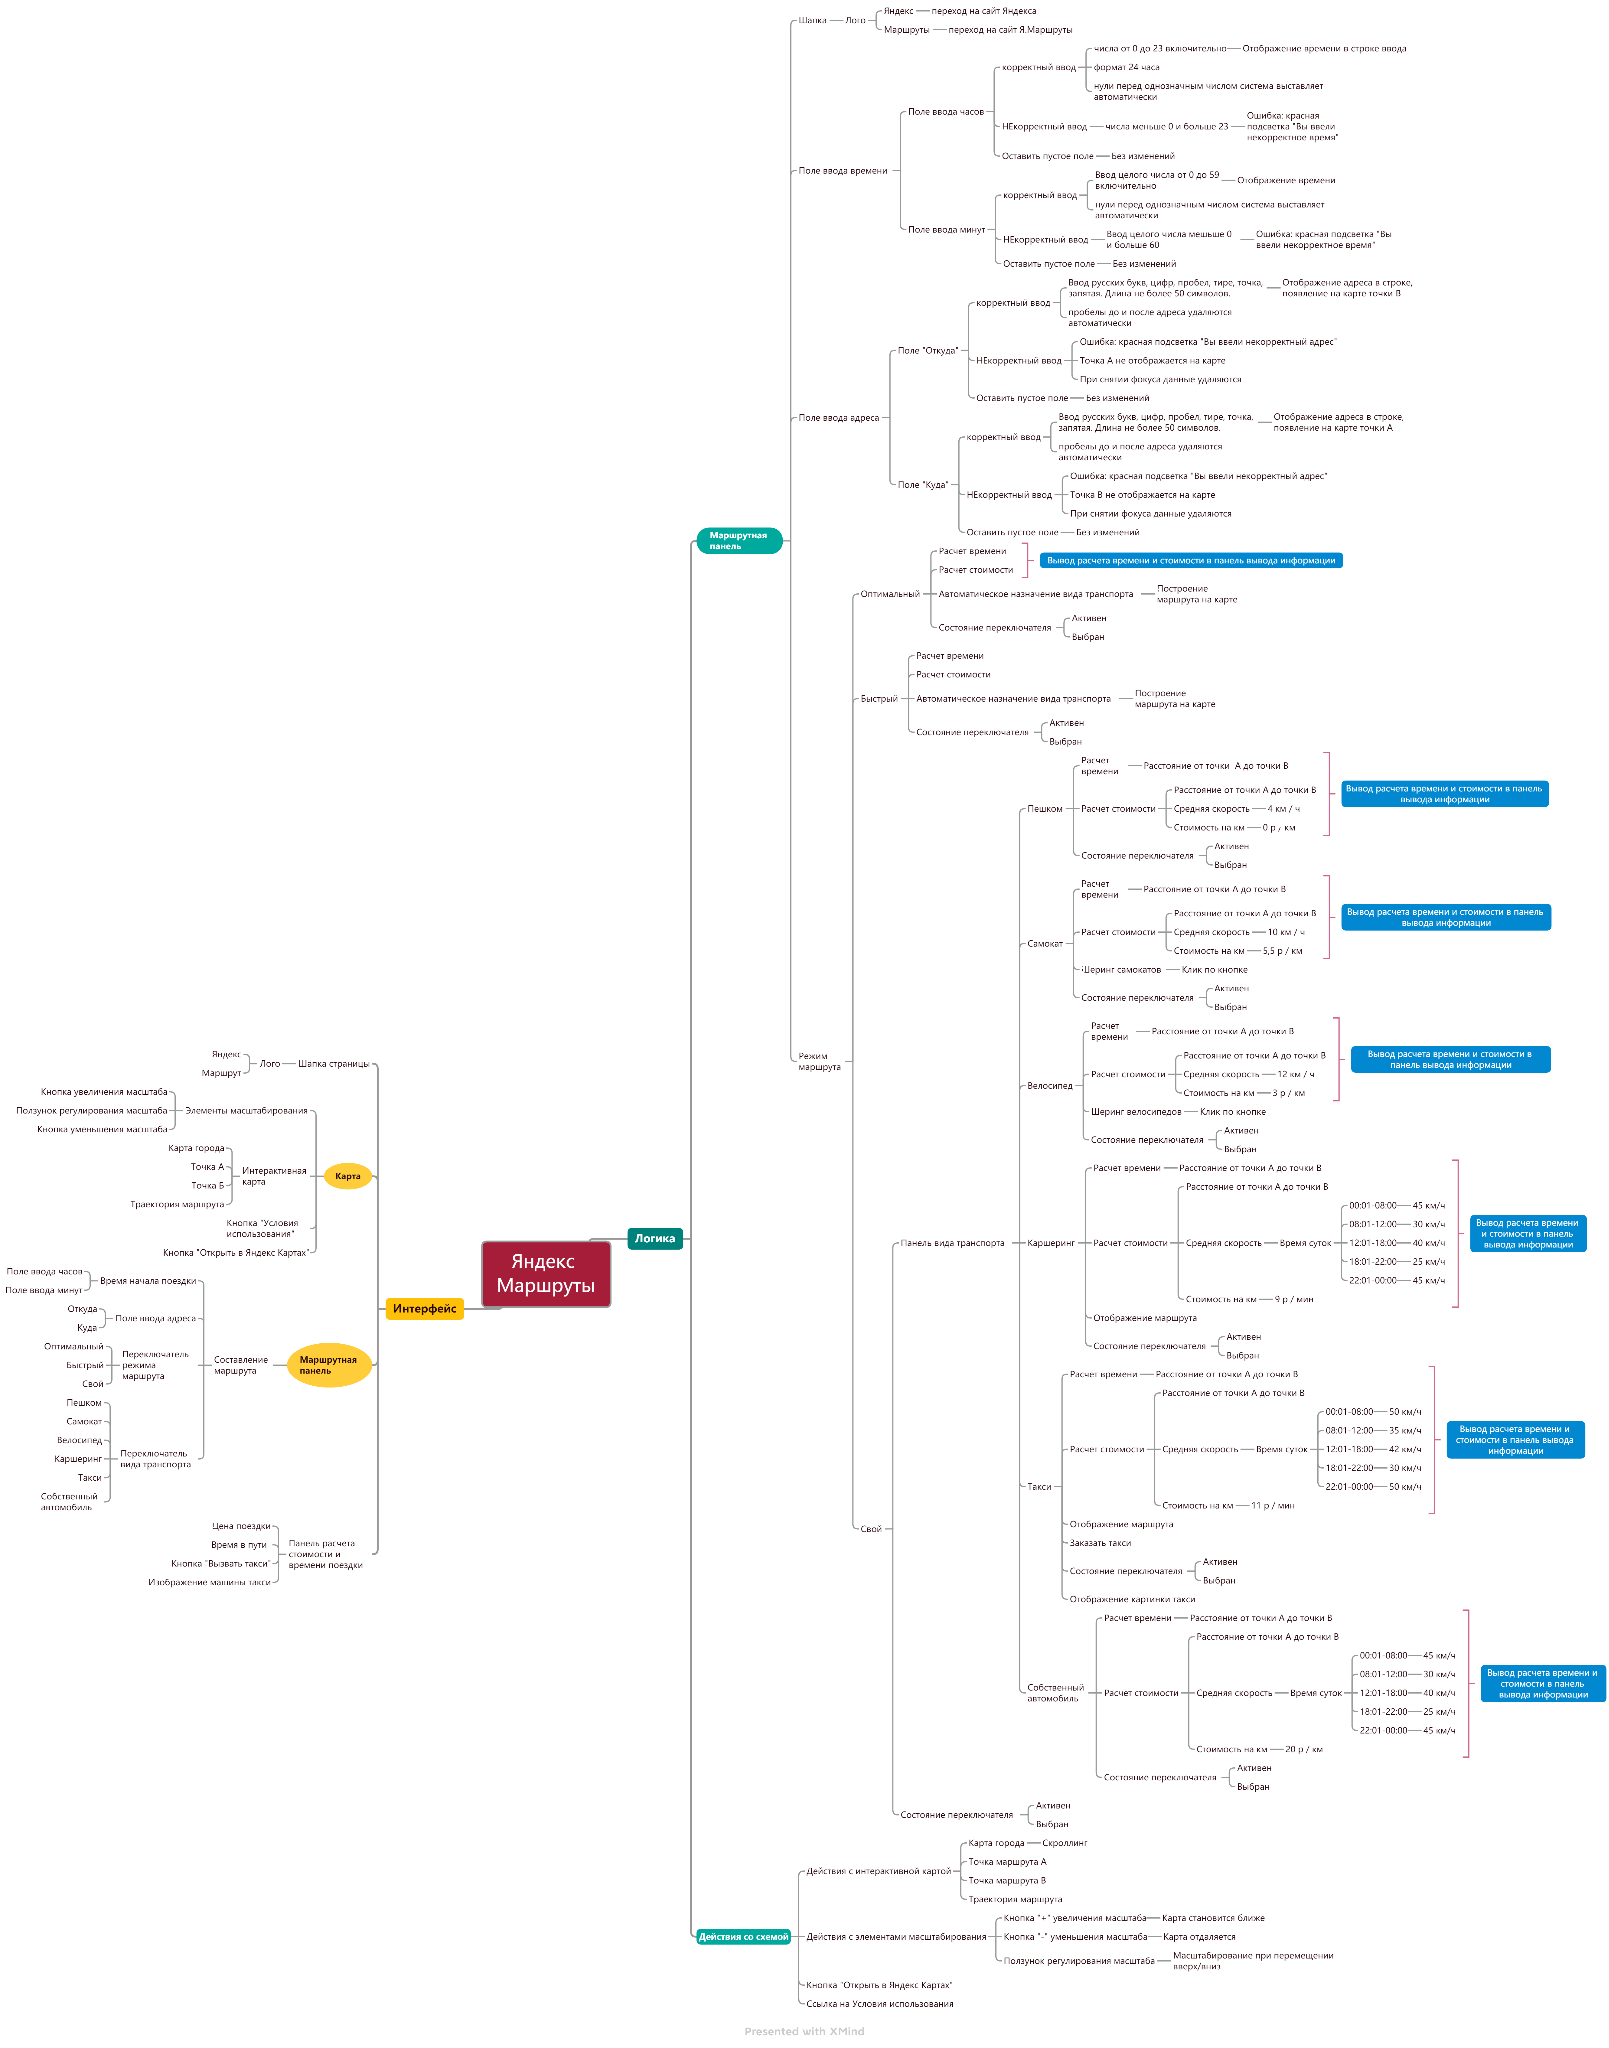 Яндекс
Маршруты
Логика
Маршрутная
панель
Шапка
Лого
Яндекс
переход на сайт Яндекса
Маршруты
переход на сайт Я.Маршруты
Поле ввода времени
Поле ввода часов
корректный ввод
числа от 0 до 23 включительно
Отображение времени в строке ввода
формат 24 часа
нули перед однозначным числом система выставляет
автоматически
НЕкорректный ввод
числа меньше 0 и больше 23
Ошибка: красная
подсветка "Вы ввели
некорректное время"
Оставить пустое поле
Без изменений
Поле ввода минут
корректный ввод
Ввод целого числа от 0 до 59
включительно
Отображение времени
нули перед однозначным числом система выставляет
автоматически
НЕкорректный ввод
Ввод целого числа мешьше 0
и больше 60
Ошибка: красная подсветка "Вы
ввели некорректное время"
Оставить пустое поле
Без изменений
Поле ввода адреса
Поле "Откуда"
корректный ввод
Ввод русских букв, цифр, пробел, тире, точка,
запятая. Длина не более 50 символов.
Отображение адреса в строке,
появление на карте точки В
пробелы до и после адреса удаляются
автоматически
НЕкорректный ввод
Ошибка: красная подсветка "Вы ввели некорректный адрес"
Точка А не отображается на карте
При снятии фокуса данные удаляются
Оставить пустое поле
Без изменений
Поле "Куда"
корректный ввод
Ввод русских букв, цифр, пробел, тире, точка.
запятая. Длина не более 50 символов.
Отображение адреса в строке,
появление на карте точки А
пробелы до и после адреса удаляются
автоматически
НЕкорректный ввод
Ошибка: красная подсветка "Вы ввели некорректный адрес"
Точка В не отображается на карте
При снятии фокуса данные удаляются
Оставить пустое поле
Без изменений
Режим
маршрута
Оптимальный
Расчет времени
Расчет стоимости
Вывод расчета времени и стоимости в панель вывода информации
Автоматическое назначение вида транспорта
Построение
маршрута на карте
Состояние переключателя
Активен
Выбран
Быстрый
Расчет времени
Расчет стоимости
Автоматическое назначение вида транспорта
Построение
маршрута на карте
Состояние переключателя
Активен
Выбран
Свой
Панель вида транспорта
Пешком
Расчет
времени
Расстояние от точки А до точки В
Расчет стоимости
Расстояние от точки А до точки В
Средняя скорость
4 км / ч
Стоимость на км
0 р / км
Вывод расчета времени и стоимости в панель
вывода информации
Состояние переключателя
Активен
Выбран
Самокат
Расчет
времени
Расстояние от точки А до точки В
Расчет стоимости
Расстояние от точки А до точки В
Средняя скорость
10 км / ч
Стоимость на км
5,5 р / км
Вывод расчета времени и стоимости в панель
вывода информации
Шеринг самокатов
Клик по кнопке
Состояние переключателя
Активен
Выбран
Велосипед
Расчет
времени
Расстояние от точки А до точки В
Расчет стоимости
Расстояние от точки А до точки В
Средняя скорость
12 км / ч
Стоимость на км
3 р / км
Вывод расчета времени и стоимости в
панель вывода информации
Шеринг велосипедов
Клик по кнопке
Состояние переключателя
Активен
Выбран
Каршеринг
Расчет времени
Расстояние от точки А до точки В
Расчет стоимости
Расстояние от точки А до точки В
Средняя скорость
Время суток
00:01-08:00
45 км/ч
08:01-12:00
30 км/ч
12:01-18:00
40 км/ч
18:01-22:00
25 км/ч
22:01-00:00
45 км/ч
Стоимость на км
9 р / мин
Вывод расчета времени
и стоимости в панель
вывода информации
Отображение маршрута
Состолние переключателя
Активен
Выбран
Такси
Расчет времени
Расстояние от точки А до точки В
Расчет стоимости
Расстояние от точки А до точки В
Средняя скорость
Время суток
00:01-08:00
50 км/ч
08:01-12:00
35 км/ч
12:01-18:00
42 км/ч
18:01-22:00
30 км/ч
22:01-00:00
50 км/ч
Стоимость на км
11 р / мин
Вывод расчета времени и
стоимости в панель вывода
информации
Отображение маршрута
Заказать такси
Состояние переключателя
Активен
Выбран
Отображение картинки такси
Собственный
автомобиль
Расчет времени
Расстояние от точки А до точки В
Расчет стоимости
Расстояние от точки А до точки В
Средняя скорость
Время суток
00:01-08:00
45 км/ч
08:01-12:00
30 км/ч
12:01-18:00
40 км/ч
18:01-22:00
25 км/ч
22:01-00:00
45 км/ч
Стоимость на км
20 р / км
Вывод расчета времени и
стоимости в панель
вывода информации
Состояние переключателя
Активен
Выбран
Состояние переключателя
Активен
Выбран
Действия со схемой
Действия с интерактивной картой
Карта города
Скроллинг
Точка маршрута А
Точка маршрута В
Траектория маршрута
Действия с элементами масштабирования
Кнопка "+" увеличения масштаба
Карта становится ближе
Кнопка "-" уменьшения масштаба
Карта отдаляется
Ползунок регулирования масштаба
Масштабирование при перемещении
вверх/вниз
Кнопка "Открыть в Яндекс Картах"
Ссылка на Условия использования
Интерфейс
Шапка страницы
Лого
Яндекс
Маршрут
Карта
Элементы масштабирования
Кнопка увеличения масштаба
Ползунок регулирования масштаба
Кнопка уменьшения масштаба
Интерактивная
карта
Карта города
Точка А
Точка Б
Траектория маршрута
Кнопка "Условия
использования"
Кнопка "Открыть в Яндекс Картах"
Маршрутная
панель
Составление
маршрута
Время начала поездки
Поле ввода часов
Поле ввода минут
Поле ввода адреса
Откуда
Куда
Переключатель
режима
маршрута
Оптимальный
Быстрый
Свой
Переключатель
вида транспорта
Пешком
Самокат
Велосипед
Каршеринг
Такси
Собственный
автомобиль
Панель расчета
стоимости и
времени поездки
Цена поездки
Время в пути
Кнопка "Вызвать такси"
Изображение машины такси
Presented with XMind